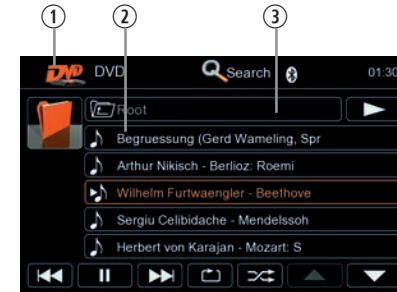 1 2 3
DVD DVD Search 01:30
Root
Begruessung (Gerd Wameling, Spr
Arthur Nikisch - Berlioz: Roemi
Wilhelm Furtwaengler - Beethove
Sergiu Celibidache - Mendelssoh
Herbert von Karajan - Mozart: S